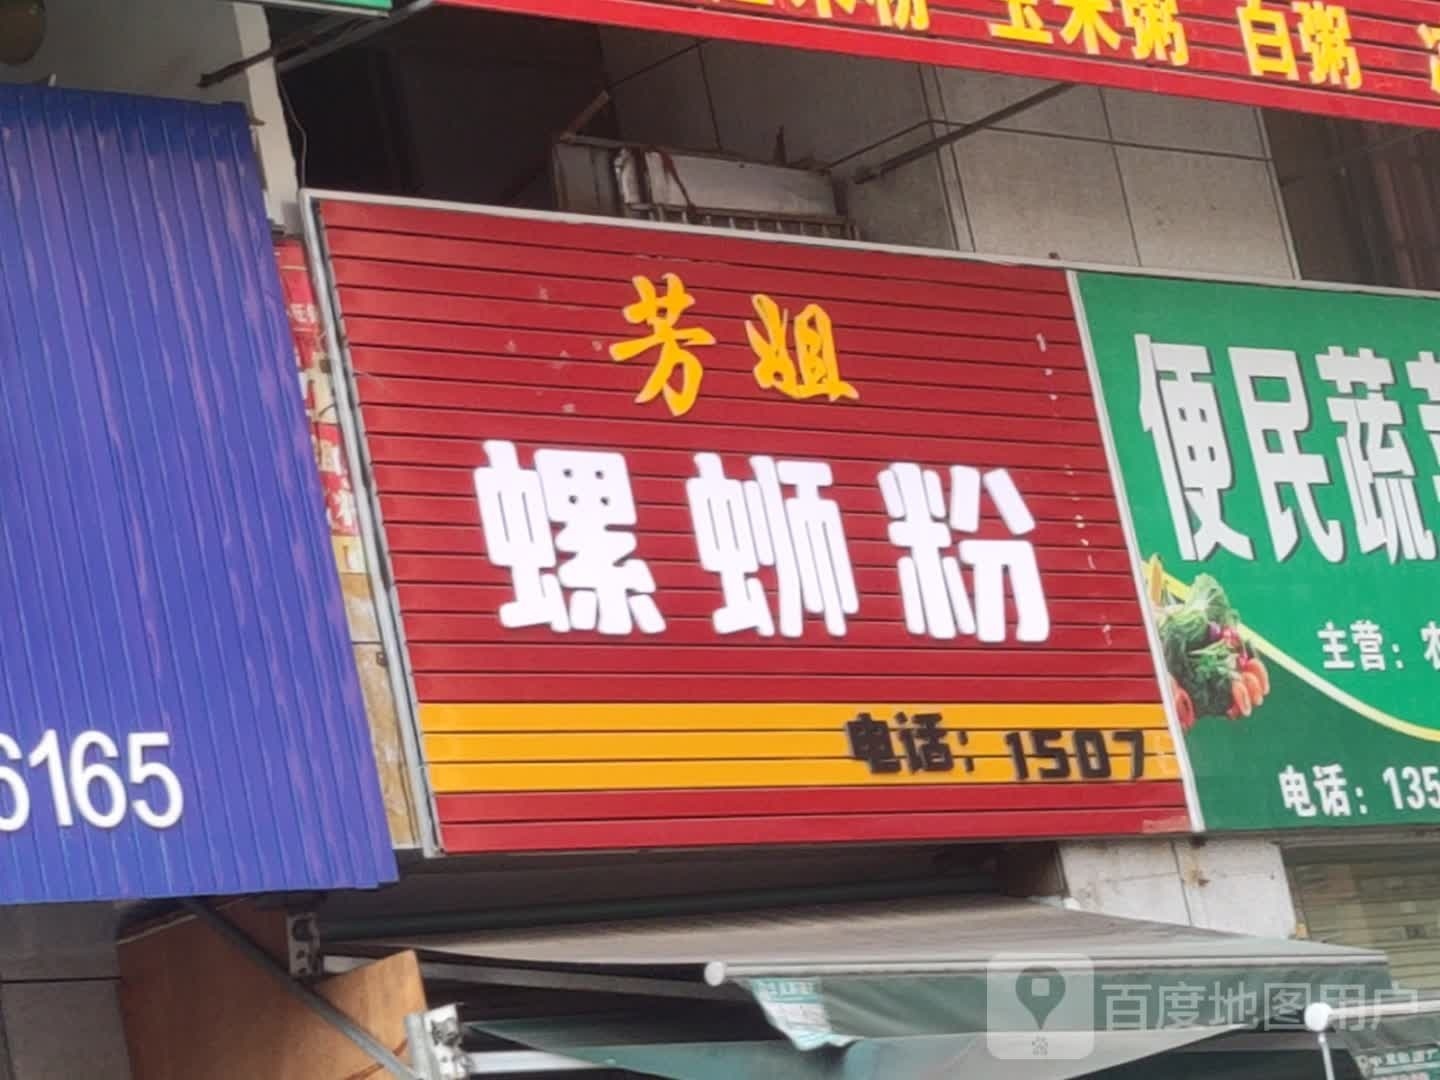 玉米粥 白粥
芳姐
螺蛳粉
电话：1507
6165
便民蔬
主营：农
电话：135
百度地图用户